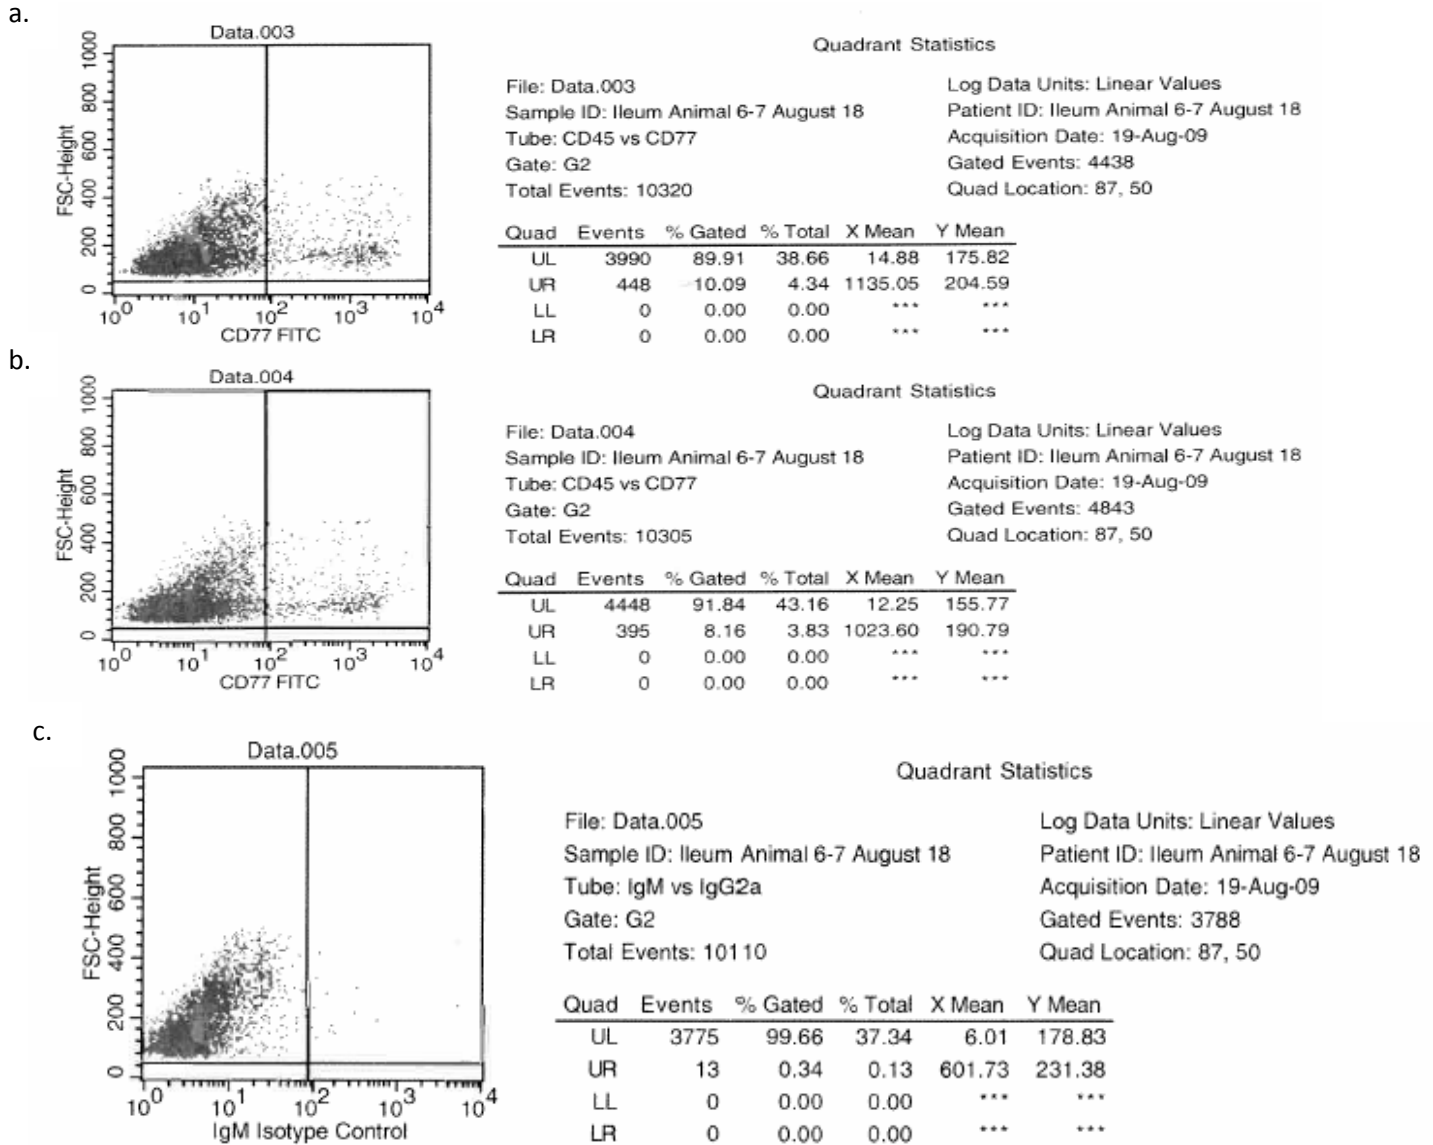 a.
Data.003
FSC-Height
0 200 400 600 800 1000
10^0 10^1 10^2 10^3 10^4
CD77 FITC
Quadrant Statistics
File: Data.003 Log Data Units: Linear Values
Sample ID: Ileum Animal 6-7 August 18 Patient ID: Ileum Animal 6-7 August 18
Tube: CD45 vs CD77 Acquisition Date: 19-Aug-09
Gate: G2 Gated Events: 4438
Total Events: 10320 Quad Location: 87, 50
Quad Events % Gated % Total X Mean Y Mean
UL 3990 89.91 38.66 14.88 175.82
UR 448 10.09 4.34 1135.05 204.59
LL 0 0.00 0.00 *** ***
LR 0 0.00 0.00 *** ***
b.
Data.004
FSC-Height
0 200 400 600 800 1000
10^0 10^1 10^2 10^3 10^4
CD77 FITC
Quadrant Statistics
File: Data.004 Log Data Units: Linear Values
Sample ID: Ileum Animal 6-7 August 18 Patient ID: Ileum Animal 6-7 August 18
Tube: CD45 vs CD77 Acquisition Date: 19-Aug-09
Gate: G2 Gated Events: 4843
Total Events: 10305 Quad Location: 87, 50
Quad Events % Gated % Total X Mean Y Mean
UL 4448 91.84 43.16 12.25 155.77
UR 395 8.16 3.83 1023.60 190.79
LL 0 0.00 0.00 *** ***
LR 0 0.00 0.00 *** ***
c.
Data.005
FSC-Height
0 200 400 600 800 1000
10^0 10^1 10^2 10^3 10^4
IgM Isotype Control
Quadrant Statistics
File: Data.005 Log Data Units: Linear Values
Sample ID: Ileum Animal 6-7 August 18 Patient ID: Ileum Animal 6-7 August 18
Tube: IgM vs IgG2a Acquisition Date: 19-Aug-09
Gate: G2 Gated Events: 3788
Total Events: 10110 Quad Location: 87, 50
Quad Events % Gated % Total X Mean Y Mean
UL 3775 99.66 37.34 6.01 178.83
UR 13 0.34 0.13 601.73 231.38
LL 0 0.00 0.00 *** ***
LR 0 0.00 0.00 *** ***